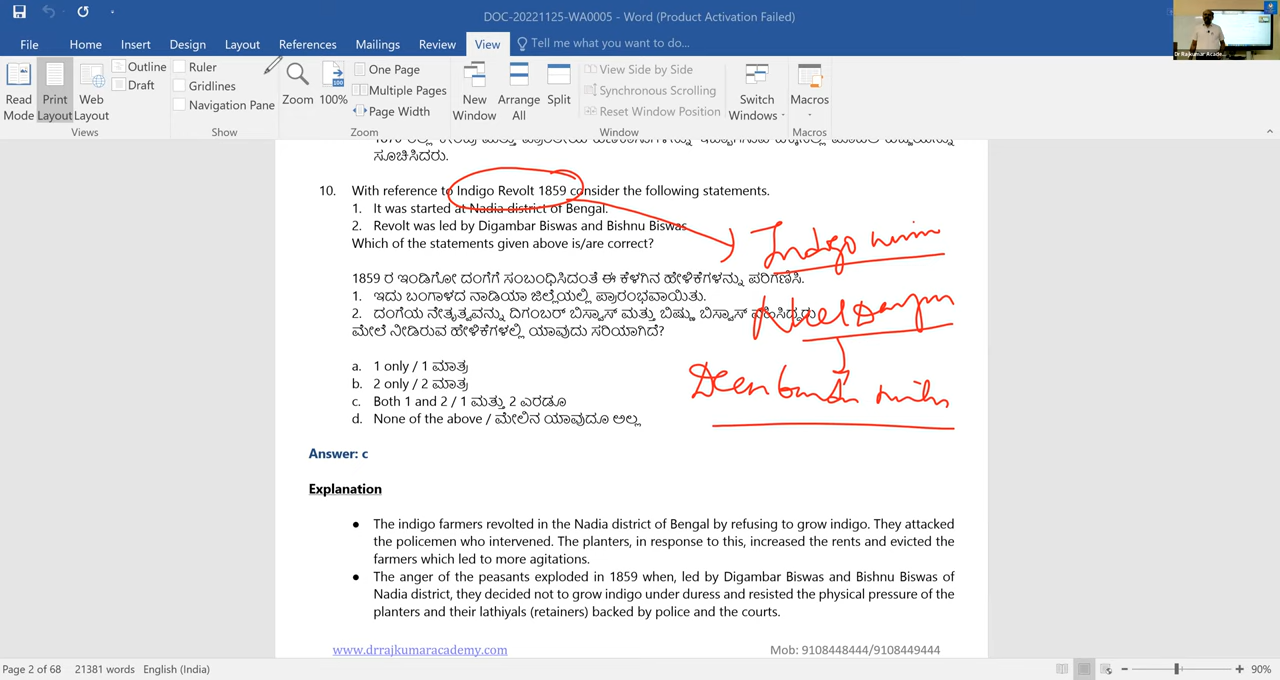 DOC-20221125-WA0005 - Word (Product Activation Failed)
File Home Insert Design Layout References Mailings Review View Tell me what you want to do...
Read Mode
Print Layout
Web Layout
Outline
Draft
Views
Ruler
Gridlines
Navigation Pane
Show
Zoom
100%
One Page
Multiple Pages
Page Width
Zoom
New Window
Arrange All
Split
View Side by Side
Synchronous Scrolling
Reset Window Position
Window
Switch Windows
Macros
Macros
ಸೂಚಿಸಿದರು.
10. With reference to Indigo Revolt 1859 consider the following statements.
1. It was started at Nadia district of Bengal.
2. Revolt was led by Digambar Biswas and Bishnu Biswas
Which of the statements given above is/are correct?
Indigo
1859 ರ ಇಂಡಿಗೋ ದಂಗೆಗೆ ಸಂಬಂಧಿಸಿದಂತೆ ಈ ಕೆಳಗಿನ ಹೇಳಿಕೆಗಳನ್ನು ಪರಿಗಣಿಸಿ.
1. ಇದು ಬಂಗಾಳದ ನಾಡಿಯಾ ಜಿಲ್ಲೆಯಲ್ಲಿ ಪ್ರಾರಂಭವಾಯಿತು.
2. ದಂಗೆಯ ನೇತೃತ್ವವನ್ನು ದಿಗಂಬರ್ ಬಿಸ್ವಾಸ್ ಮತ್ತು ಬಿಷ್ಣು ಬಿಸ್ವಾಸ್ ವಹಿಸಿದ್ದರು
ಮೇಲೆ ನೀಡಿರುವ ಹೇಳಿಕೆಗಳಲ್ಲಿ ಯಾವುದು ಸರಿಯಾಗಿದೆ?
a. 1 only / 1 ಮಾತ್ರ
b. 2 only / 2 ಮಾತ್ರ
c. Both 1 and 2 / 1 ಮತ್ತು 2 ಎರಡೂ
d. None of the above / ಮೇಲಿನ ಯಾವುದೂ ಅಲ್ಲ
Answer: c
Explanation
● The indigo farmers revolted in the Nadia district of Bengal by refusing to grow indigo. They attacked
the policemen who intervened. The planters, in response to this, increased the rents and evicted the
farmers which led to more agitations.
● The anger of the peasants exploded in 1859 when, led by Digambar Biswas and Bishnu Biswas of
Nadia district, they decided not to grow indigo under duress and resisted the physical pressure of the
planters and their lathiyals (retainers) backed by police and the courts.
www.drrajkumaracademy.com Mob: 9108448444/9108449444
Page 2 of 68 21381 words English (India) 90%